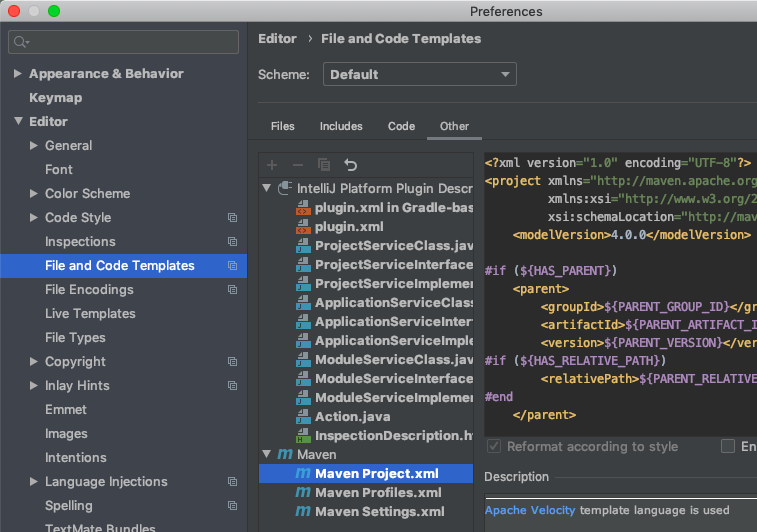 Preferences
Appearance & Behavior
Keymap
Editor
General
Font
Color Scheme
Code Style
Inspections
File and Code Templates
File Encodings
Live Templates
File Types
Copyright
Inlay Hints
Emmet
Images
Intentions
Language Injections
Spelling
TextMate Bundles
Editor › File and Code Templates
Scheme: Default
Files Includes Code Other
IntelliJ Platform Plugin Descr
plugin.xml in Gradle-bas
plugin.xml
ProjectServiceClass.jav
ProjectServiceInterface
ProjectServiceImplemen
ApplicationServiceClass
ApplicationServiceInter
ApplicationServiceImple
ModuleServiceClass.jav
ModuleServiceInterface
ModuleServiceImplemen
Action.java
InspectionDescription.ht
Maven
Maven Project.xml
Maven Profiles.xml
Maven Settings.xml
<?xml version="1.0" encoding="UTF-8"?>
<project xmlns="http://maven.apache.org
xmlns:xsi="http://www.w3.org/2
xsi:schemaLocation="http://mav
<modelVersion>4.0.0</modelVersion>
#if (${HAS_PARENT})
<parent>
<groupId>${PARENT_GROUP_ID}</gr
<artifactId>${PARENT_ARTIFACT_I
<version>${PARENT_VERSION}</ver
#if (${HAS_RELATIVE_PATH})
<relativePath>${PARENT_RELATIVE
#end
</parent>
Reformat according to style En
Description
Apache Velocity template language is used